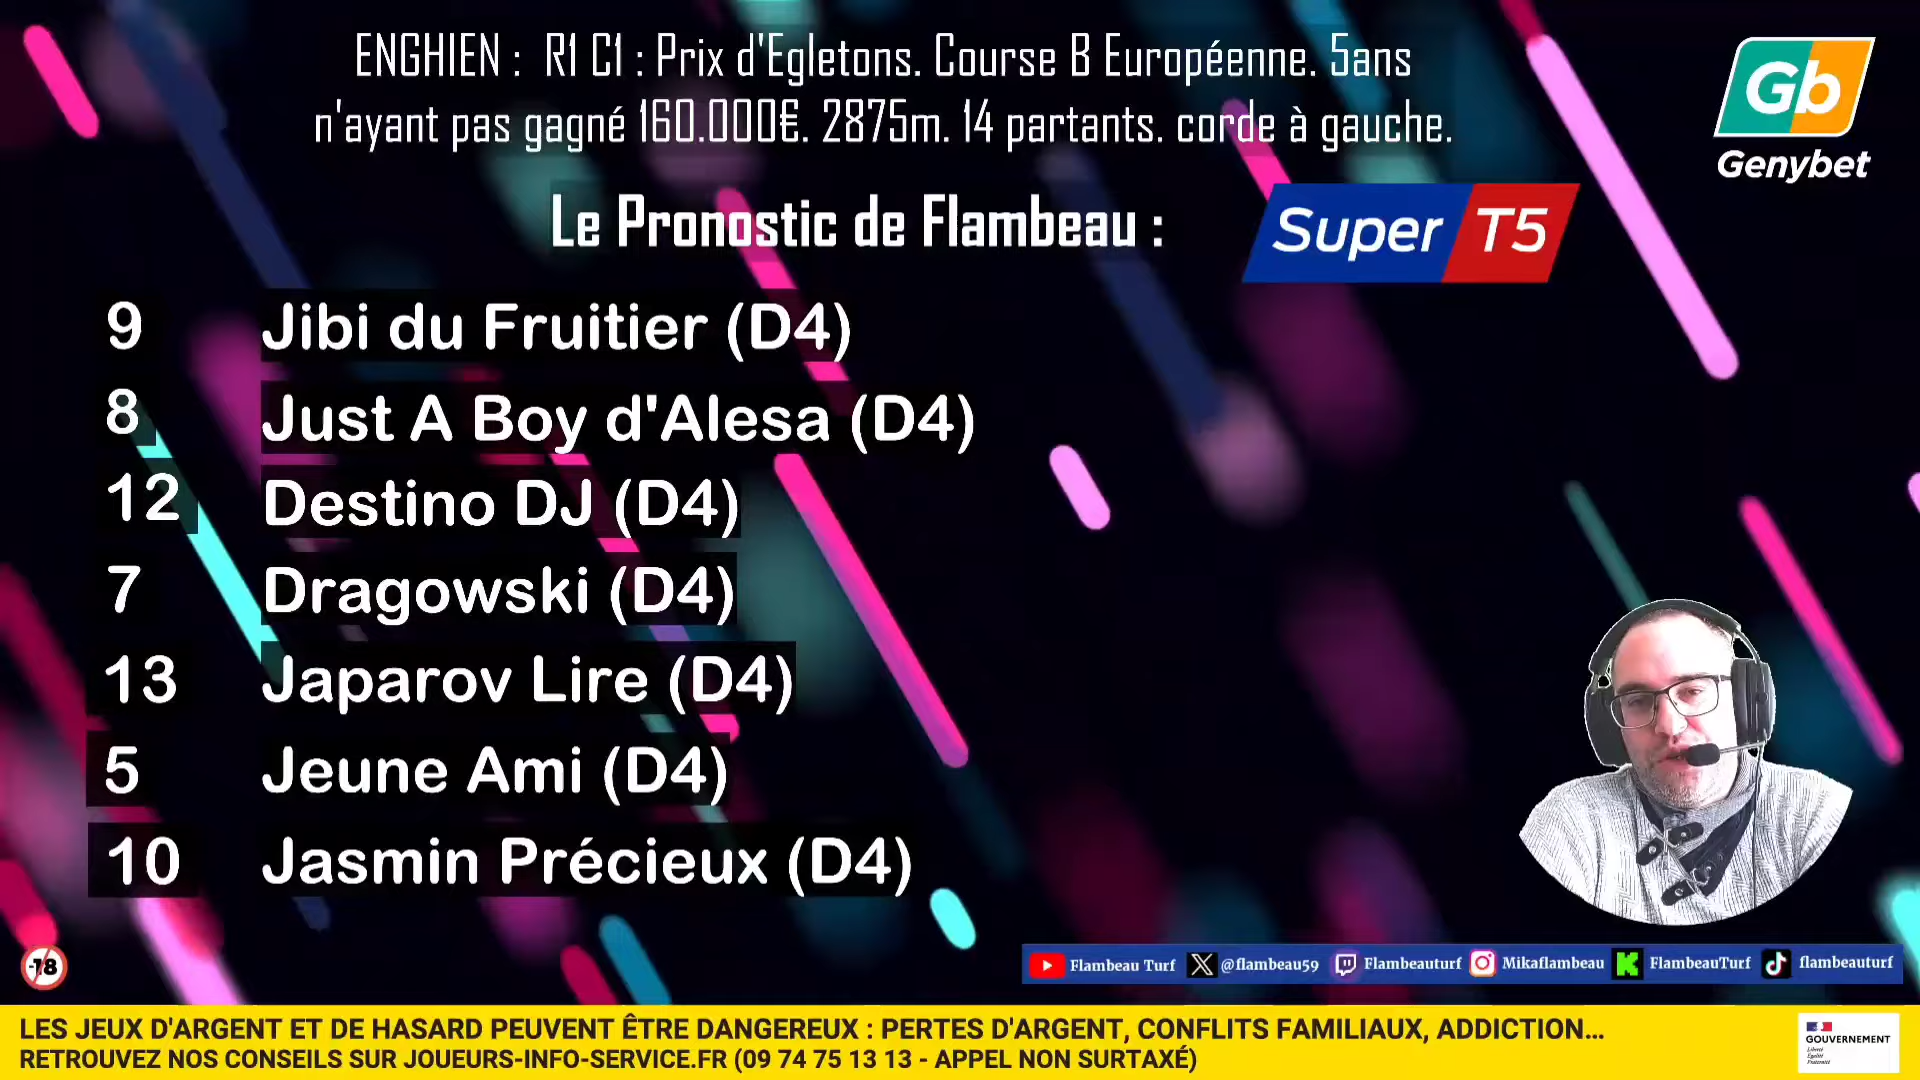 ENGHIEN : R1 C1 : Prix d'Egletons. Course B Européenne. 5ans
n'ayant pas gagné 160.000€. 2875m. 14 partants. corde à gauche.
Gb
Genybet
Le Pronostic de Flambeau :
Super T5
9 Jibi du Fruitier (D4)
8 Just A Boy d'Alesa (D4)
12 Destino DJ (D4)
7 Dragowski (D4)
13 Japarov Lire (D4)
5 Jeune Ami (D4)
10 Jasmin Précieux (D4)
-18
Flambeau Turf @flambeau59 Flambeauturf Mikaflambeau FlambeauTurf flambeauturf
LES JEUX D'ARGENT ET DE HASARD PEUVENT ÊTRE DANGEREUX : PERTES D'ARGENT, CONFLITS FAMILIAUX, ADDICTION...
RETROUVEZ NOS CONSEILS SUR JOUEURS-INFO-SERVICE.FR (09 74 75 13 13 - APPEL NON SURTAXÉ)
GOUVERNEMENT
Liberté
Égalité
Fraternité